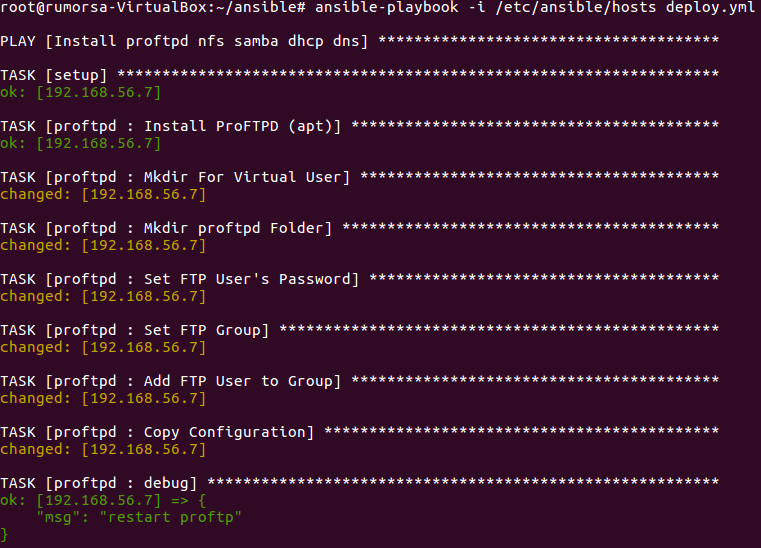 root@rumorsa-VirtualBox:~/ansible# ansible-playbook -i /etc/ansible/hosts deploy.yml
PLAY [Install proftpd nfs samba dhcp dns] **************************************
TASK [setup] *******************************************************************
ok: [192.168.56.7]
TASK [proftpd : Install ProFTPD (apt)] *****************************************
ok: [192.168.56.7]
TASK [proftpd : Mkdir For Virtual User] ****************************************
changed: [192.168.56.7]
TASK [proftpd : Mkdir proftpd Folder] ******************************************
changed: [192.168.56.7]
TASK [proftpd : Set FTP User's Password] ***************************************
changed: [192.168.56.7]
TASK [proftpd : Set FTP Group] *************************************************
changed: [192.168.56.7]
TASK [proftpd : Add FTP User to Group] *****************************************
changed: [192.168.56.7]
TASK [proftpd : Copy Configuration] ********************************************
changed: [192.168.56.7]
TASK [proftpd : debug] *********************************************************
ok: [192.168.56.7] => {
    "msg": "restart proftp"
}